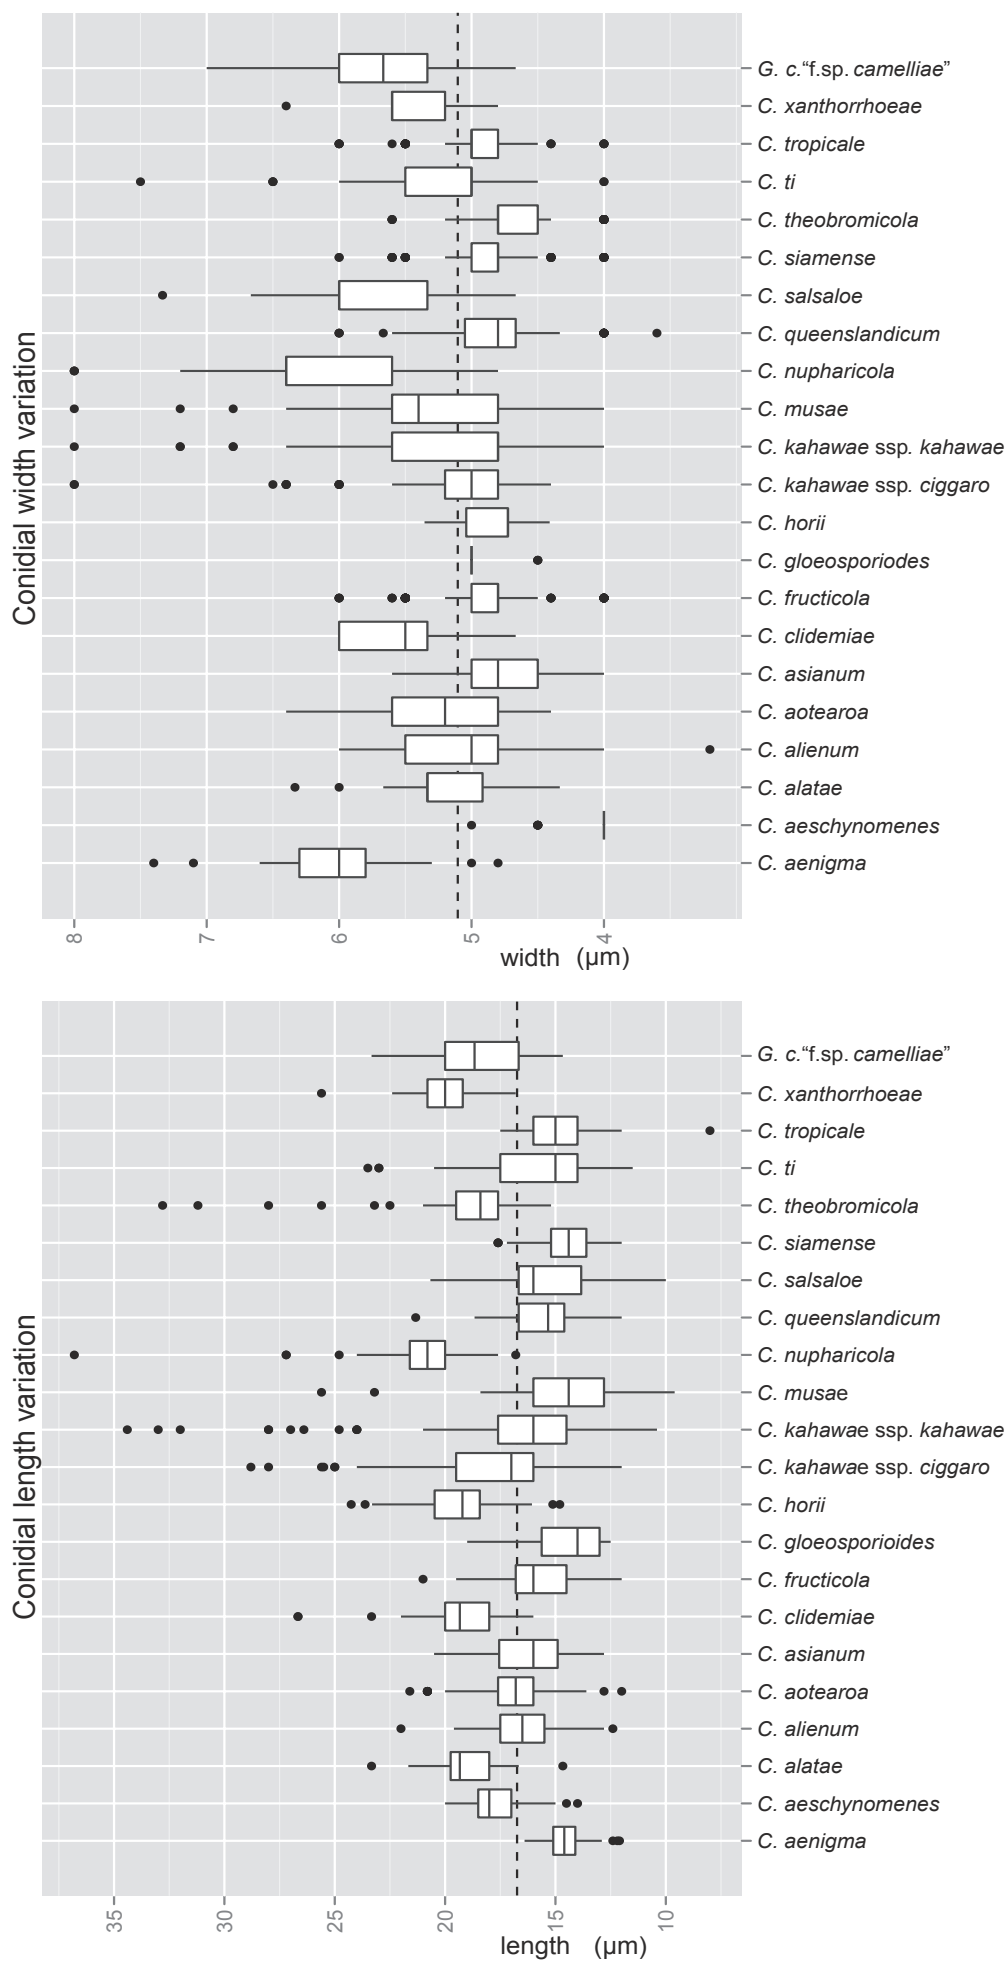 Conidial width variation
G. c.“f.sp. camelliae”
C. xanthorrhoeae
C. tropicale
C. ti
C. theobromicola
C. siamense
C. salsaloe
C. queenslandicum
C. nupharicola
C. musae
C. kahawae ssp. kahawae
C. kahawae ssp. ciggaro
C. horii
C. gloeosporiodes
C. fructicola
C. clidemiae
C. asianum
C. aotearoa
C. alienum
C. alatae
C. aeschynomenes
C. aenigma
8 7 6 5 4
width (µm)
Conidial length variation
G. c.“f.sp. camelliae”
C. xanthorrhoeae
C. tropicale
C. ti
C. theobromicola
C. siamense
C. salsaloe
C. queenslandicum
C. nupharicola
C. musae
C. kahawae ssp. kahawae
C. kahawae ssp. ciggaro
C. horii
C. gloeosporioides
C. fructicola
C. clidemiae
C. asianum
C. aotearoa
C. alienum
C. alatae
C. aeschynomenes
C. aenigma
35 30 25 20 15 10
length (µm)